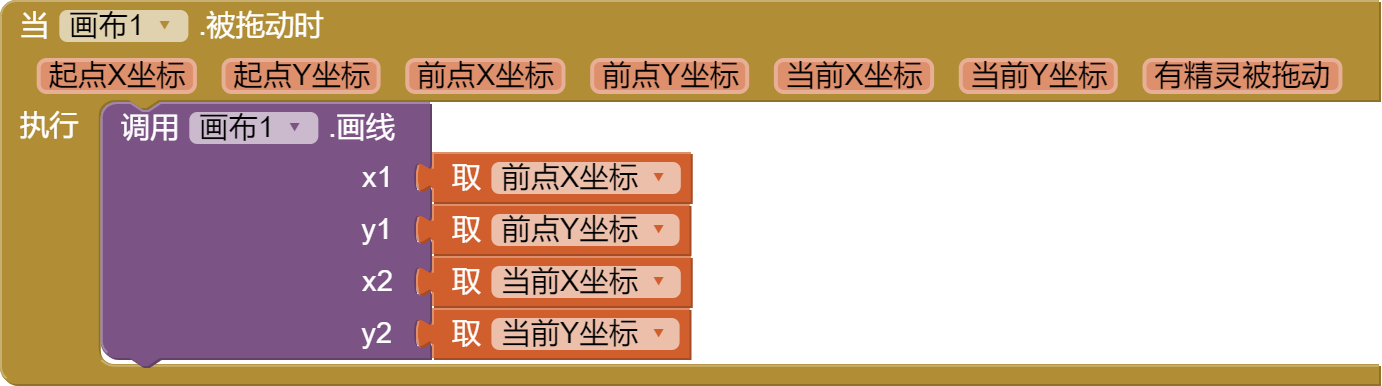 当 画布1 .被拖动时
起点X坐标 起点Y坐标 前点X坐标 前点Y坐标 当前X坐标 当前Y坐标 有精灵被拖动
执行 调用 画布1 .画线
x1 取 前点X坐标
y1 取 前点Y坐标
x2 取 当前X坐标
y2 取 当前Y坐标